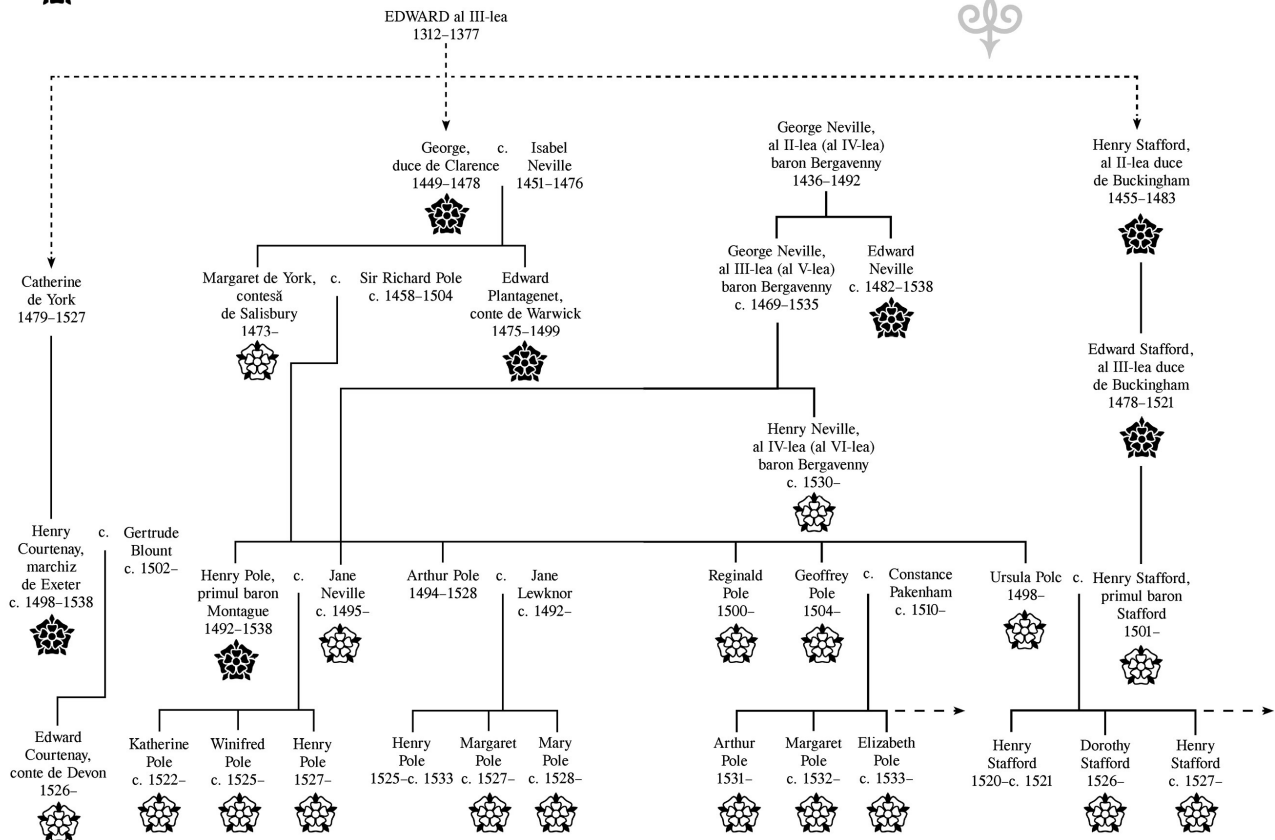 EDWARD al III-lea
1312–1377
George,
duce de Clarence
1449–1478
c.
Isabel
Neville
1451–1476
George Neville,
al II-lea (al IV-lea)
baron Bergavenny
1436–1492
Henry Stafford,
al II-lea duce
de Buckingham
1455–1483
Catherine
de York
1479–1527
Margaret de York,
contesă
de Salisbury
1473–
c.
Sir Richard Pole
c. 1458–1504
Edward
Plantagenet,
conte de Warwick
1475–1499
George Neville,
al III-lea (al V-lea)
baron Bergavenny
c. 1469–1535
Edward
Neville
c. 1482–1538
Edward Stafford,
al III-lea duce
de Buckingham
1478–1521
Henry Neville,
al IV-lea (al VI-lea)
baron Bergavenny
c. 1530–
Henry
Courtenay,
marchiz
de Exeter
c. 1498–1538
c.
Gertrude
Blount
c. 1502–
Henry Pole,
primul baron
Montague
1492–1538
c.
Jane
Neville
c. 1495–
Arthur Pole
1494–1528
c.
Jane
Lewknor
c. 1492–
Reginald
Pole
1500–
Geoffrey
Pole
1504–
c.
Constance
Pakenham
c. 1510–
Ursula Pole
1498–
c.
Henry Stafford,
primul baron
Stafford
1501–
Edward
Courtenay,
conte de Devon
1526–
Katherine
Pole
c. 1522–
Winifred
Pole
c. 1525–
Henry
Pole
1527–
Henry
Pole
1525–c. 1533
Margaret
Pole
c. 1527–
Mary
Pole
c. 1528–
Arthur
Pole
1531–
Margaret
Pole
c. 1532–
Elizabeth
Pole
c. 1533–
Henry
Stafford
1520–c. 1521
Dorothy
Stafford
1526–
Henry
Stafford
c. 1527–